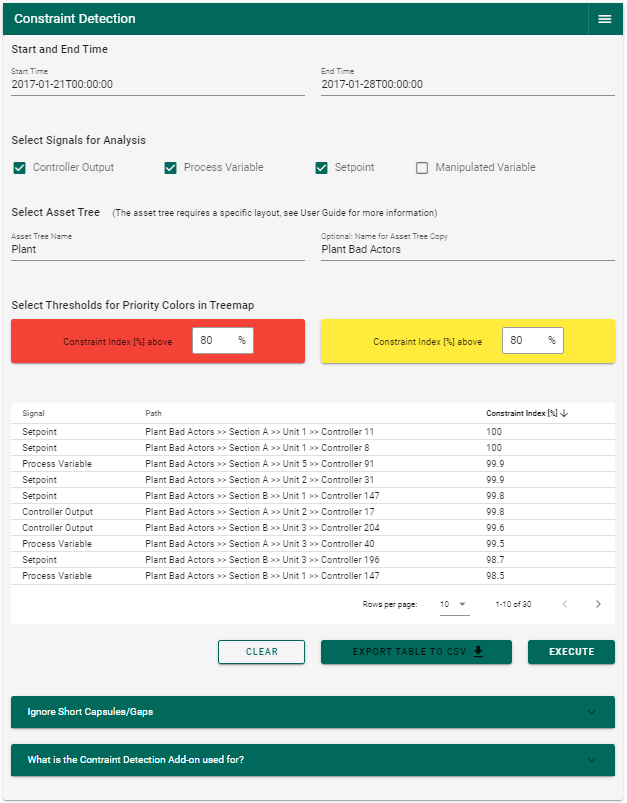 Constraint Detection
Start and End Time
Start Time
2017-01-21T00:00:00
End Time
2017-01-28T00:00:00
Select Signals for Analysis
Controller Output Process Variable Setpoint Manipulated Variable
Select Asset Tree (The asset tree requires a specific layout, see User Guide for more information)
Asset Tree Name
Plant
Optional: Name for Asset Tree Copy
Plant Bad Actors
Select Thresholds for Priority Colors in Treemap
Constraint Index [%] above 80 %
Constraint Index [%] above 80 %
Signal Path Constraint Index [%]
Setpoint Plant Bad Actors >> Section A >> Unit 1 >> Controller 11 100
Setpoint Plant Bad Actors >> Section A >> Unit 1 >> Controller 8 100
Process Variable Plant Bad Actors >> Section A >> Unit 5 >> Controller 91 99.9
Setpoint Plant Bad Actors >> Section A >> Unit 2 >> Controller 31 99.9
Setpoint Plant Bad Actors >> Section B >> Unit 1 >> Controller 147 99.8
Controller Output Plant Bad Actors >> Section A >> Unit 2 >> Controller 17 99.8
Controller Output Plant Bad Actors >> Section B >> Unit 3 >> Controller 204 99.6
Process Variable Plant Bad Actors >> Section A >> Unit 3 >> Controller 40 99.5
Setpoint Plant Bad Actors >> Section B >> Unit 3 >> Controller 196 98.7
Process Variable Plant Bad Actors >> Section B >> Unit 1 >> Controller 147 98.5
Rows per page: 10 1-10 of 30
CLEAR EXPORT TABLE TO CSV EXECUTE
Ignore Short Capsules/Gaps
What is the Contraint Detection Add-on used for?